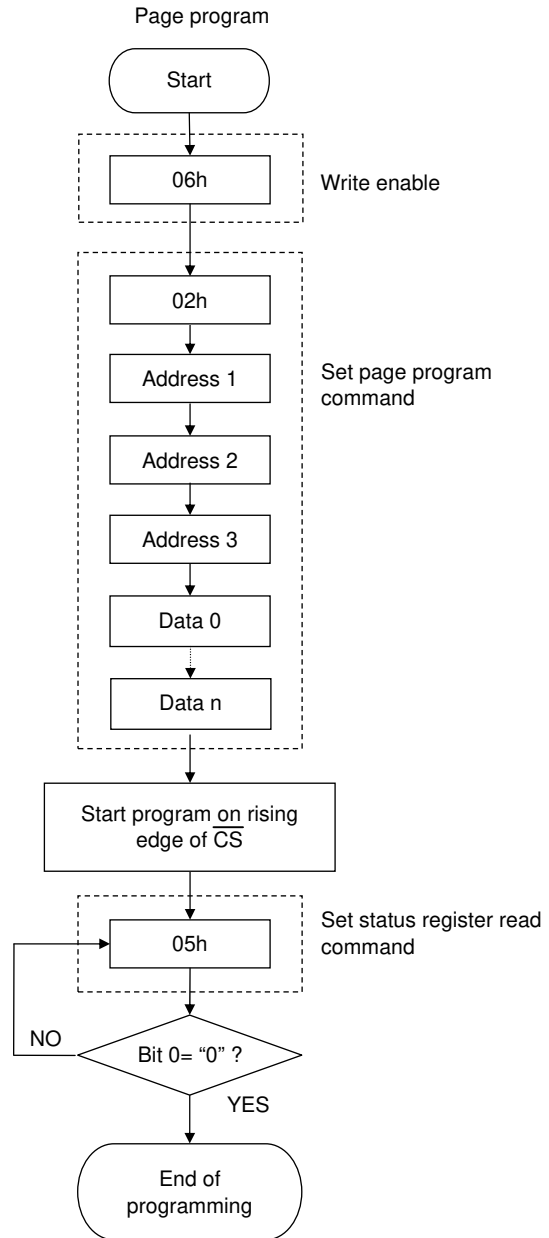 Page program
Start
06h
Write enable
02h
Address 1
Set page program
command
Address 2
Address 3
Data 0
Data n
Start program on rising
edge of C̅S̅
05h
Set status register read
command
NO
Bit 0= “0” ?
YES
End of
programming